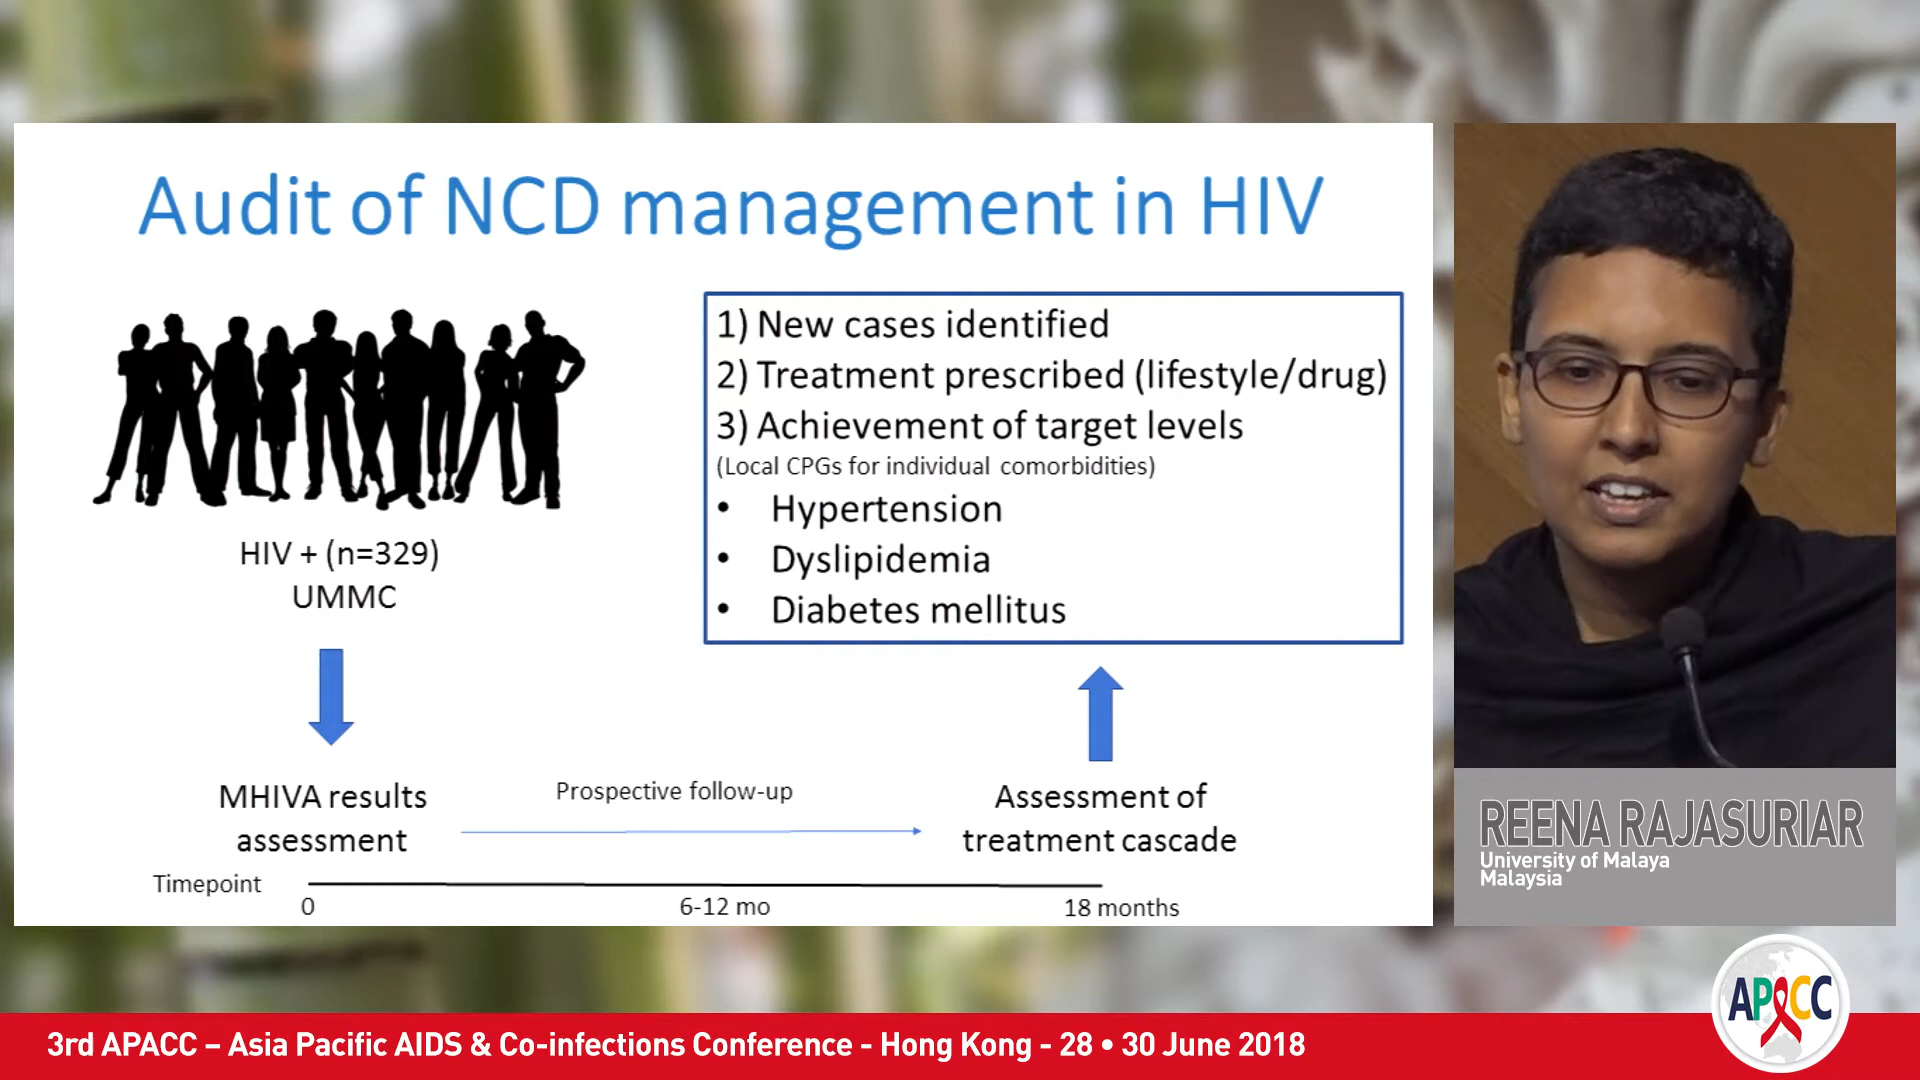 Audit of NCD management in HIV
HIV + (n=329)
UMMC
1) New cases identified
2) Treatment prescribed (lifestyle/drug)
3) Achievement of target levels
(Local CPGs for individual comorbidities)
• Hypertension
• Dyslipidemia
• Diabetes mellitus
MHIVA results
assessment
Prospective follow-up
Assessment of
treatment cascade
Timepoint
0
6-12 mo
18 months
REENA RAJASURIAR
University of Malaya
Malaysia
APACC
3rd APACC – Asia Pacific AIDS & Co-infections Conference - Hong Kong - 28 • 30 June 2018